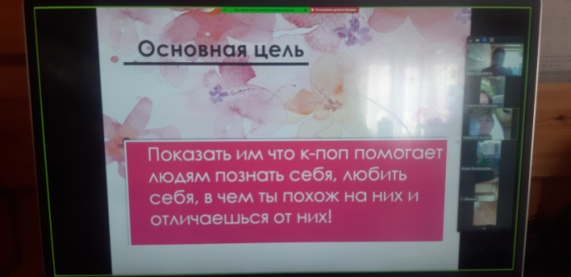 Основная цель
Показать им что к-поп помогает
людям познать себя, любить
себя, в чем ты похож на них и
отличаешься от них!